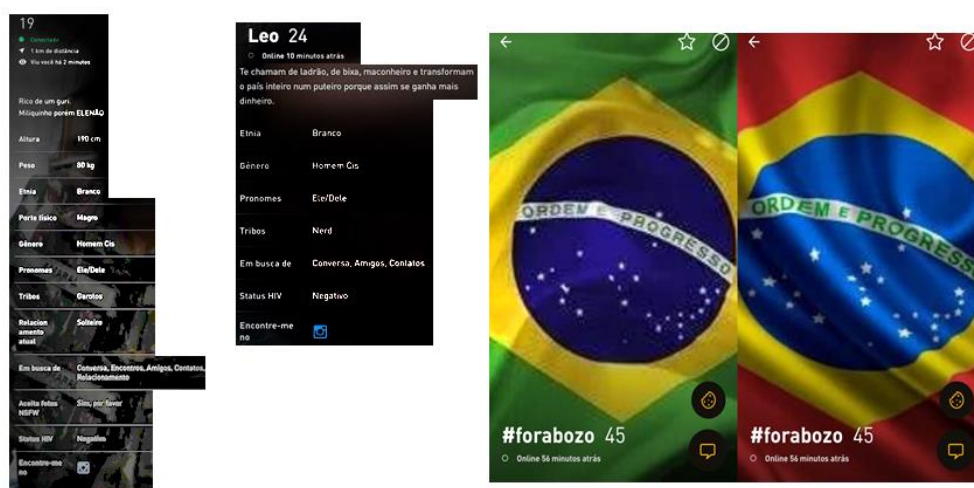 19
Conectado
1 km de distância
Viu você há 2 minutos
Rico de um guri.
Miliquinho porém ELENÃO
Altura 190 cm
Peso 80 kg
Etnia Branco
Porte físico Magro
Gênero Homem Cis
Pronomes Ele/Dele
Tribos Garotos
Relacion
amento
atual
Solteiro
Em busca de Conversa, Encontros, Amigos, Contatos,
Relacionamento
Aceita fotos
NSFW
Sim, por favor
Status HIV Negativo
Encontre-me
no
Leo 24
Online 10 minutos atrás
Te chamam de ladrão, de bixa, maconheiro e transformam
o país inteiro num puteiro porque assim se ganha mais
dinheiro.
Etnia Branco
Gênero Homem Cis
Pronomes Ele/Dele
Tribos Nerd
Em busca de Conversa, Amigos, Contatos
Status HIV Negativo
Encontre-me
no
ORDEM E PROGRESSO
#forabozo 45
Online 56 minutos atrás
ORDEM E PROGRESSO
#forabozo 45
Online 56 minutos atrás